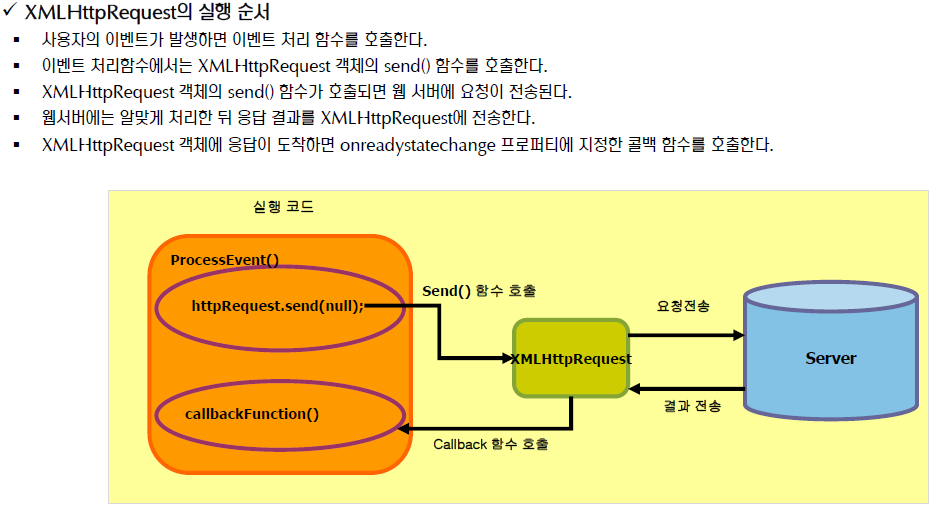 ✓ XMLHttpRequest의 실행 순서
▪ 사용자의 이벤트가 발생하면 이벤트 처리 함수를 호출한다.
▪ 이벤트 처리함수에서는 XMLHttpRequest 객체의 send() 함수를 호출한다.
▪ XMLHttpRequest 객체의 send() 함수가 호출되면 웹 서버에 요청이 전송된다.
▪ 웹서버에는 알맞게 처리한 뒤 응답 결과를 XMLHttpRequest에 전송한다.
▪ XMLHttpRequest 객체에 응답이 도착하면 onreadystatechange 프로퍼티에 지정한 콜백 함수를 호출한다.
실행 코드
ProcessEvent()
httpRequest.send(null);
Send() 함수 호출
요청전송
XMLHttpRequest
Server
결과 전송
callbackFunction()
Callback 함수 호출